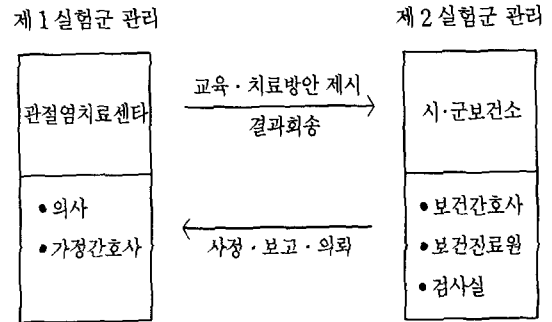 제 1 실험군 관리
제 2 실험군 관리
관절염치료센타
교육 · 치료방안 제시
결과회송
시·군보건소
• 의사
• 가정간호사
사정 · 보고 · 의뢰
• 보건간호사
• 보건진료원
• 검사실